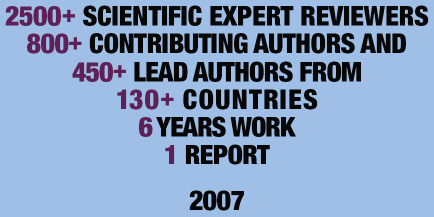 2500+ SCIENTIFIC EXPERT REVIEWERS
800+ CONTRIBUTING AUTHORS AND
450+ LEAD AUTHORS FROM
130+ COUNTRIES
6 YEARS WORK
1 REPORT
2007